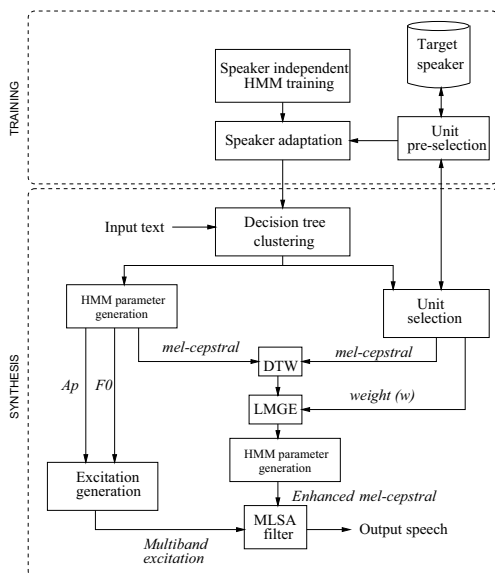 TRAINING
Speaker independent
HMM training
Target
speaker
Speaker adaptation
Unit
pre-selection
SYNTHESIS
Input text
Decision tree
clustering
HMM parameter
generation
Unit
selection
mel-cepstral
mel-cepstral
DTW
Ap
F0
weight (w)
LMGE
HMM parameter
generation
Excitation
generation
Enhanced mel-cepstral
MLSA
filter
Output speech
Multiband
excitation